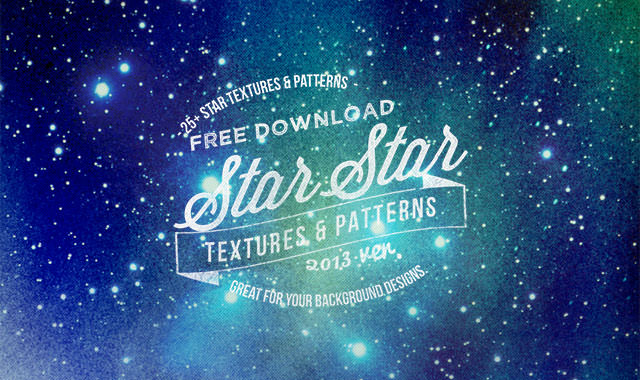 25+ STAR TEXTURES & PATTERNS
FREE DOWNLOAD
Star Star
TEXTURES & PATTERNS
2013 ver.
GREAT FOR YOUR BACKGROUND DESIGNS.